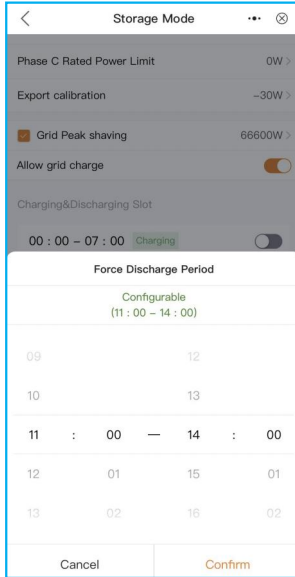 Storage Mode
Phase C Rated Power Limit 0W >
Export calibration –30W >
Grid Peak shaving 66600W >
Allow grid charge
Charging&Discharging Slot
00 : 00 – 07 : 00 Charging
Force Discharge Period
Configurable
(11 : 00 – 14 : 00)
09 12
10 13
11 : 00 — 14 : 00
12 01 15 01
13 02 16 02
Cancel Confirm